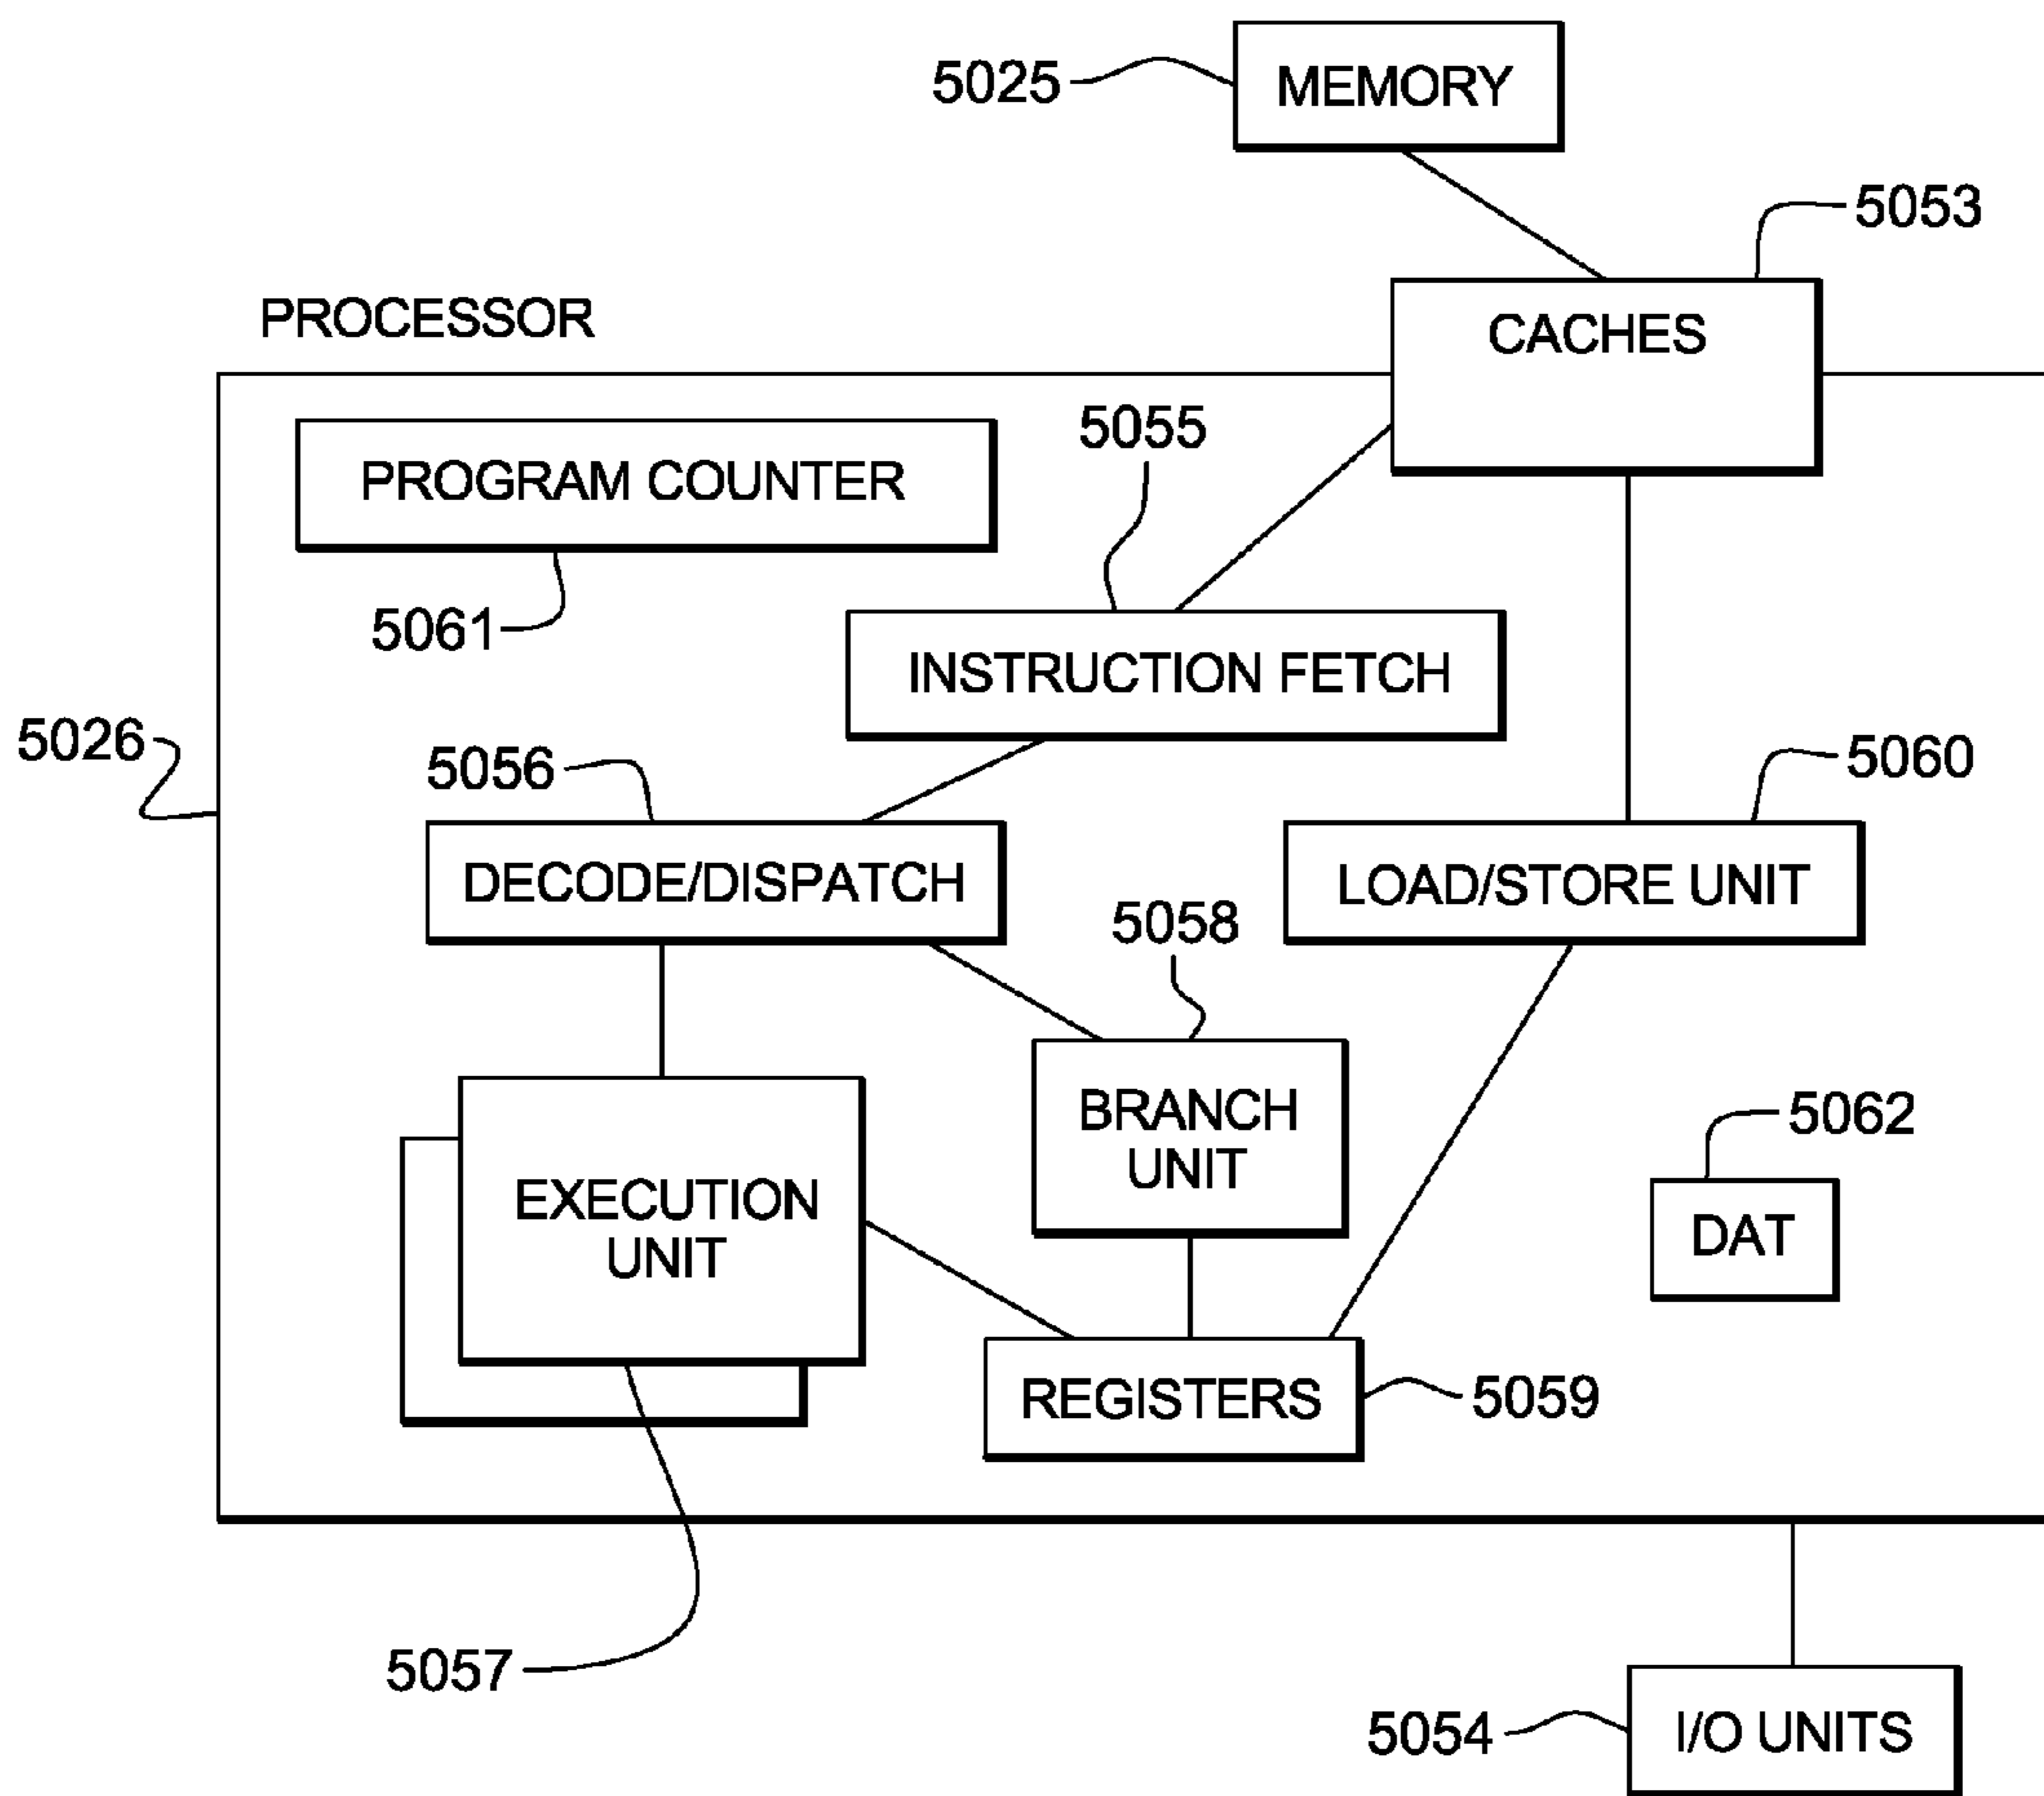 MEMORY
5025
5053
CACHES
PROCESSOR
5055
PROGRAM COUNTER
5061
INSTRUCTION FETCH
5026
5056
5060
DECODE/DISPATCH
LOAD/STORE UNIT
5058
BRANCH
UNIT
5062
EXECUTION
UNIT
DAT
REGISTERS
5059
5057
5054
I/O UNITS